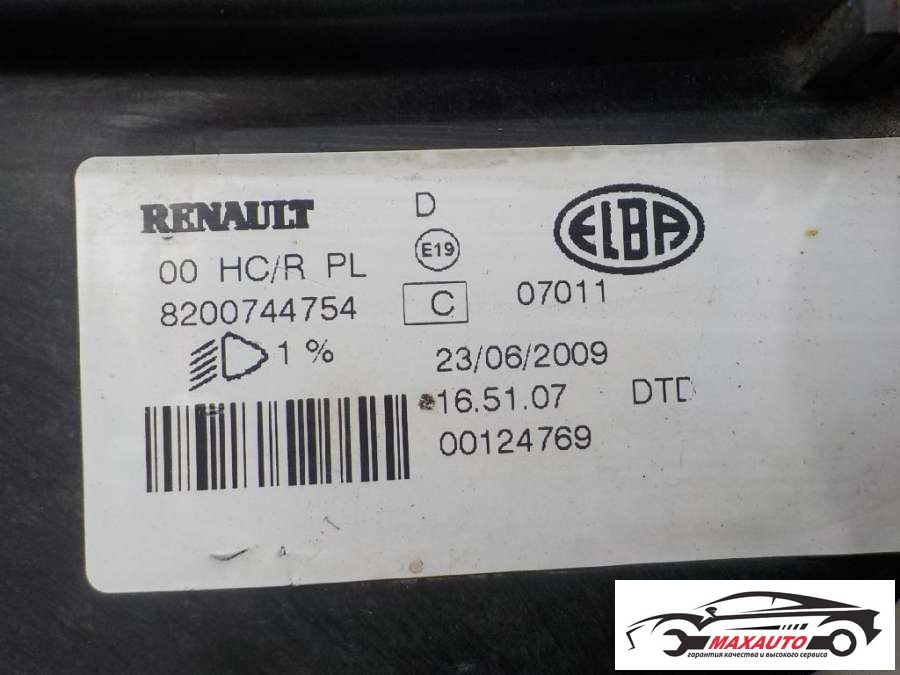 RENAULT D ELBA
E19
00 HC/R PL
8200744754 C 07011
1 % 23/06/2009
16.51.07 DTD
00124769
MAXAUTO
гарантия качества и высокого сервиса